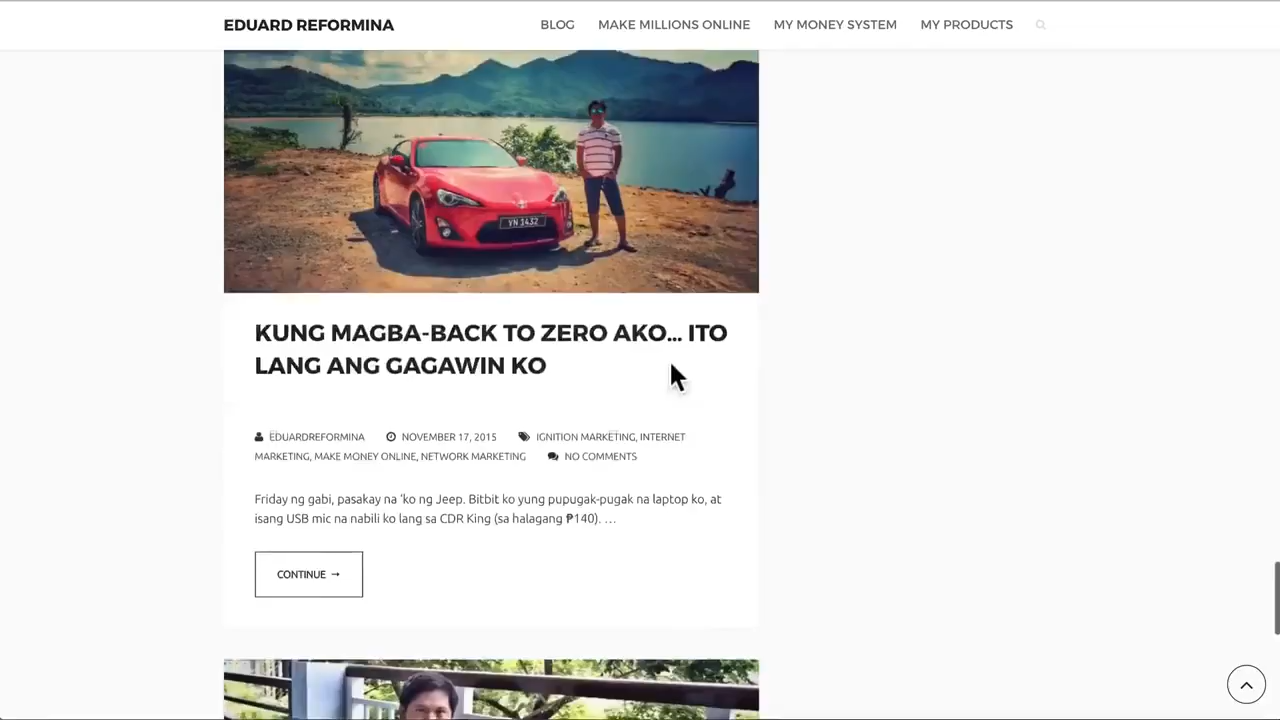 EDUARD REFORMINA
BLOG MAKE MILLIONS ONLINE MY MONEY SYSTEM MY PRODUCTS
YN 1432
KUNG MAGBA-BACK TO ZERO AKO... ITO
LANG ANG GAGAWIN KO
EDUARDREFORMINA NOVEMBER 17, 2015 IGNITION MARKETING, INTERNET
MARKETING, MAKE MONEY ONLINE, NETWORK MARKETING NO COMMENTS
Friday ng gabi, pasakay na 'ko ng Jeep. Bitbit ko yung pupugak-pugak na laptop ko, at
isang USB mic na nabili ko lang sa CDR King (sa halagang ₱140). …
CONTINUE →